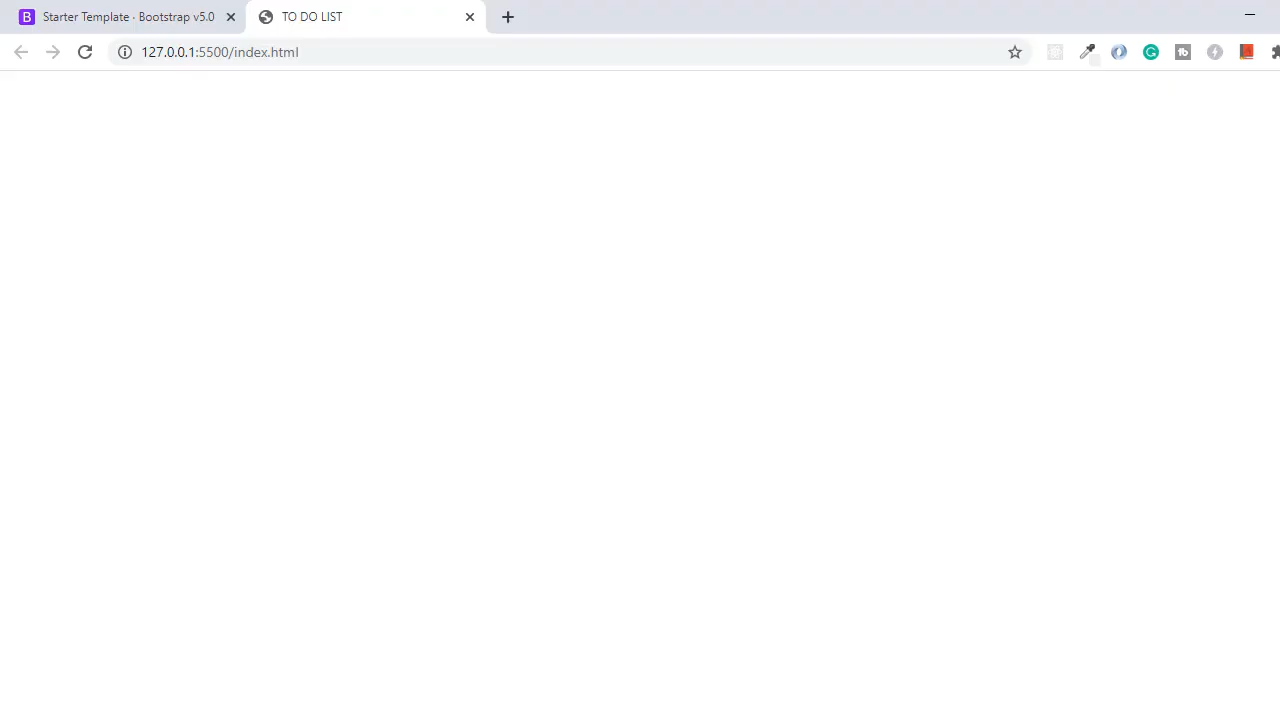 Starter Template · Bootstrap v5.0
TO DO LIST
127.0.0.1:5500/index.html